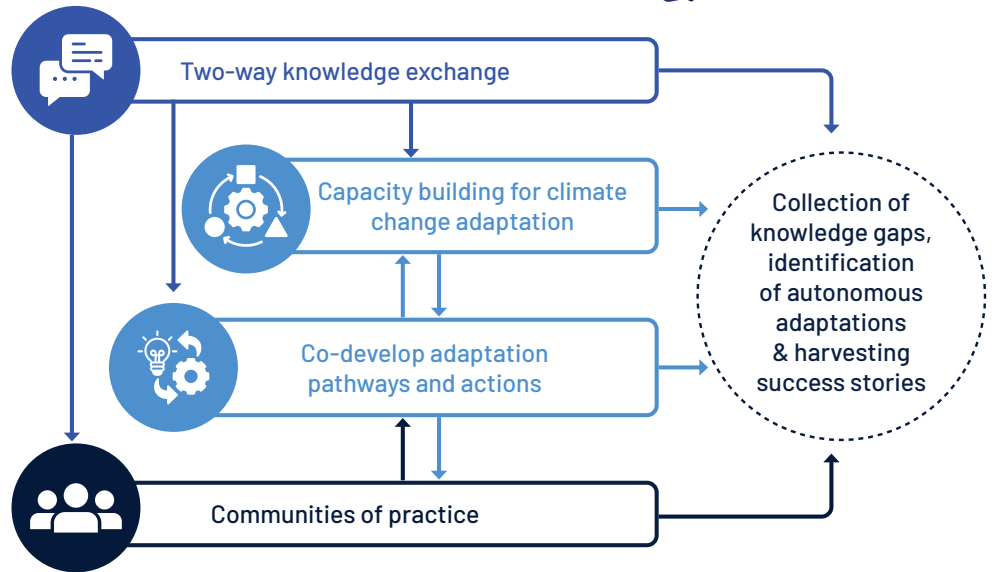 Two-way knowledge exchange
Capacity building for climate
change adaptation
Co-develop adaptation
pathways and actions
Communities of practice
Collection of
knowledge gaps,
identification
of autonomous
adaptations
& harvesting
success stories